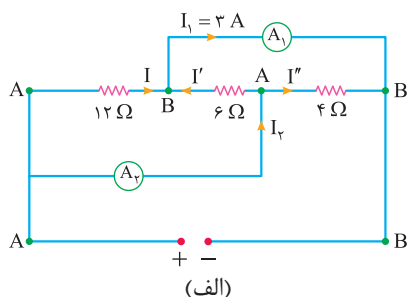 I₁ = ۳ A
A₁
A I B I′ A I″ B
۱۲ Ω ۶ Ω ۴ Ω
I₂
A₂
A + − B
(الف)